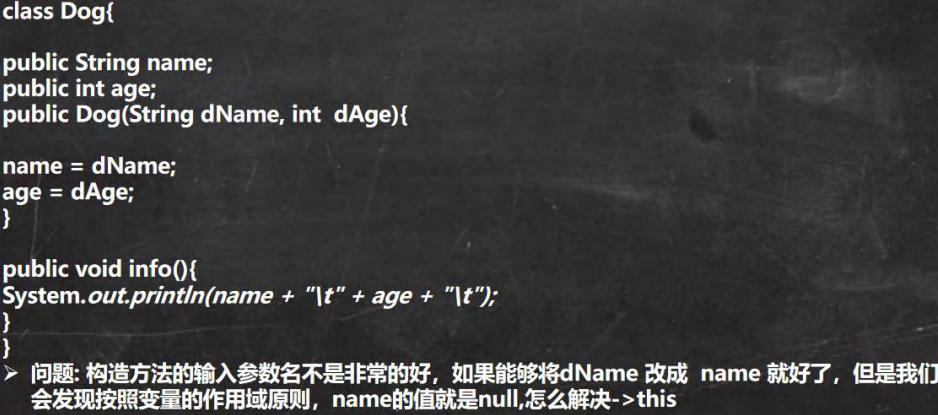 class Dog{
public String name;
public int age;
public Dog(String dName, int  dAge){
name = dName;
age = dAge;
}
public void info(){
System.out.println(name + "\t" + age + "\t");
}
}
➢ 问题: 构造方法的输入参数名不是非常的好，如果能够将dName 改成  name 就好了，但是我们
会发现按照变量的作用域原则，name的值就是null,怎么解决->this